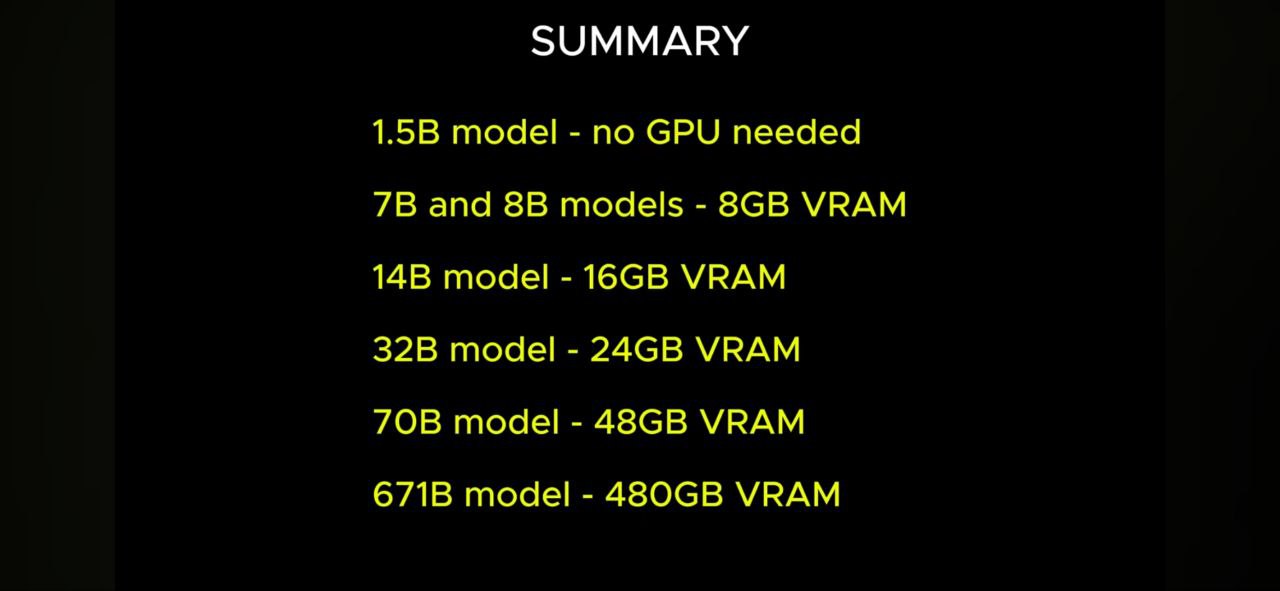 SUMMARY
1.5B model - no GPU needed
7B and 8B models - 8GB VRAM
14B model - 16GB VRAM
32B model - 24GB VRAM
70B model - 48GB VRAM
671B model - 480GB VRAM